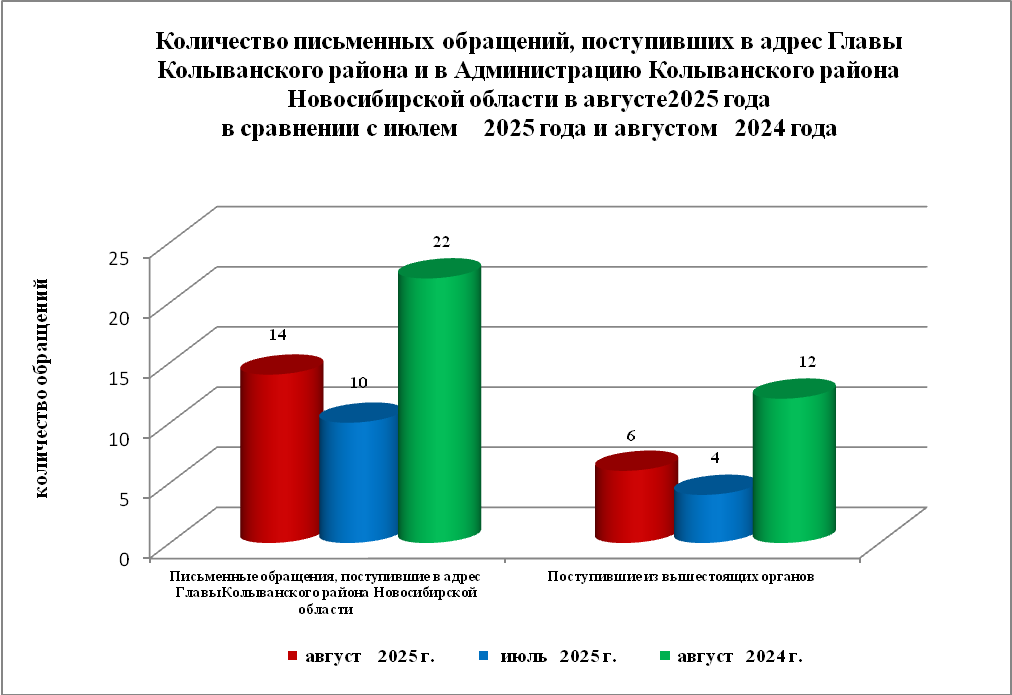 Количество письменных обращений, поступивших в адрес Главы
Колыванского района и в Администрацию Колыванского района
Новосибирской области в августе2025 года
в сравнении с июлем 2025 года и августом 2024 года
количество обращений
25
20
15
10
5
0
14
10
22
6
4
12
Письменные обращения, поступившие в адрес
ГлавыКолыванского района Новосибирской
области
Поступившие из вышестоящих органов
август 2025 г.
июль 2025 г.
август 2024 г.